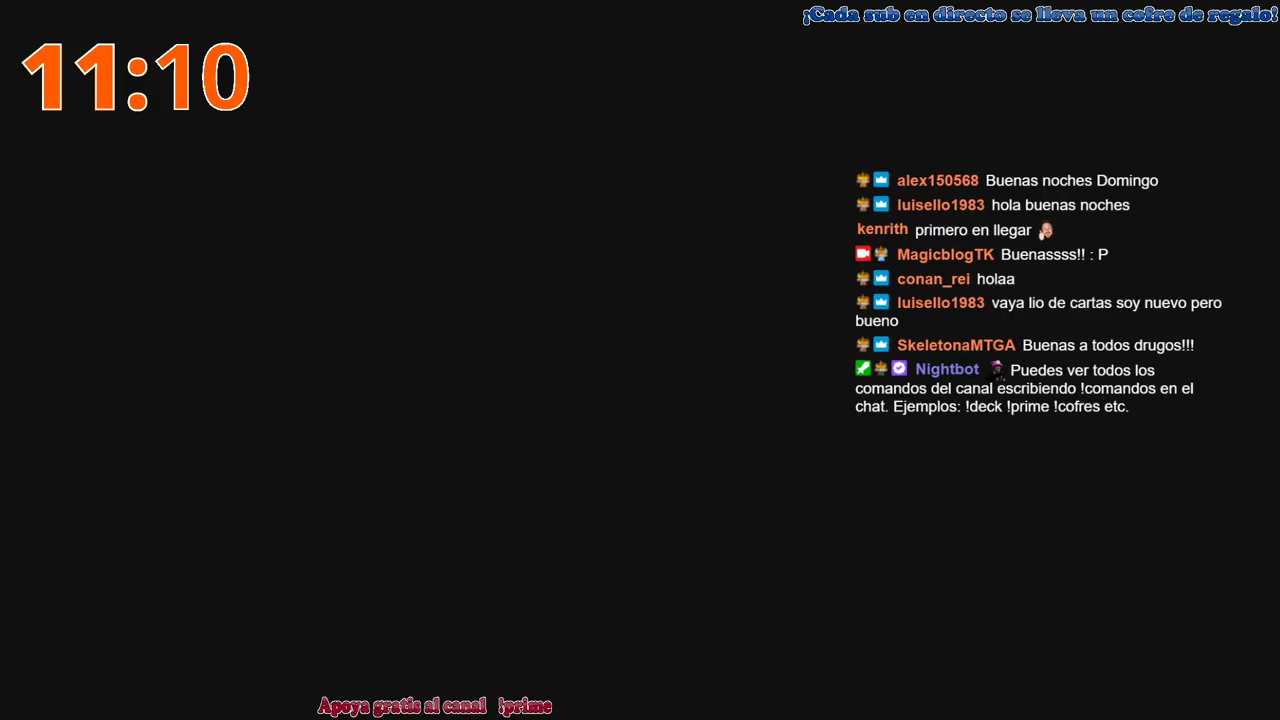 ¡Cada sub en directo se lleva un cofre de regalo!
11:10
alex150568 Buenas noches Domingo
luisello1983 hola buenas noches
kenrith primero en llegar
MagicblogTK Buenassss!! : P
conan_rei holaa
luisello1983 vaya lio de cartas soy nuevo pero
bueno
SkeletonaMTGA Buenas a todos drugos!!!
Nightbot Puedes ver todos los
comandos del canal escribiendo !comandos en el
chat. Ejemplos: !deck !prime !cofres etc.
Apoya gratis al canal !prime